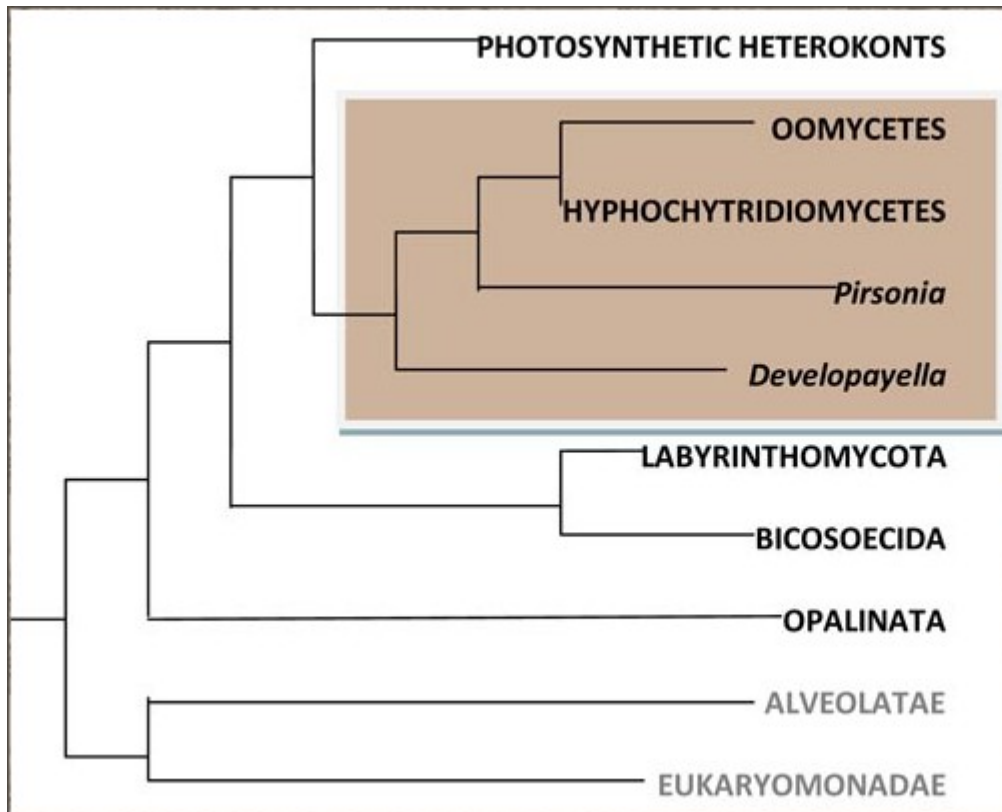 PHOTOSYNTHETIC HETEROKONTS
OOMYCETES
HYPHOCHYTRIDIOMYCETES
Pirsonia
Developayella
LABYRINTHOMYCOTA
BICOSOECIDA
OPALINATA
ALVEOLATAE
EUKARYOMONADAE